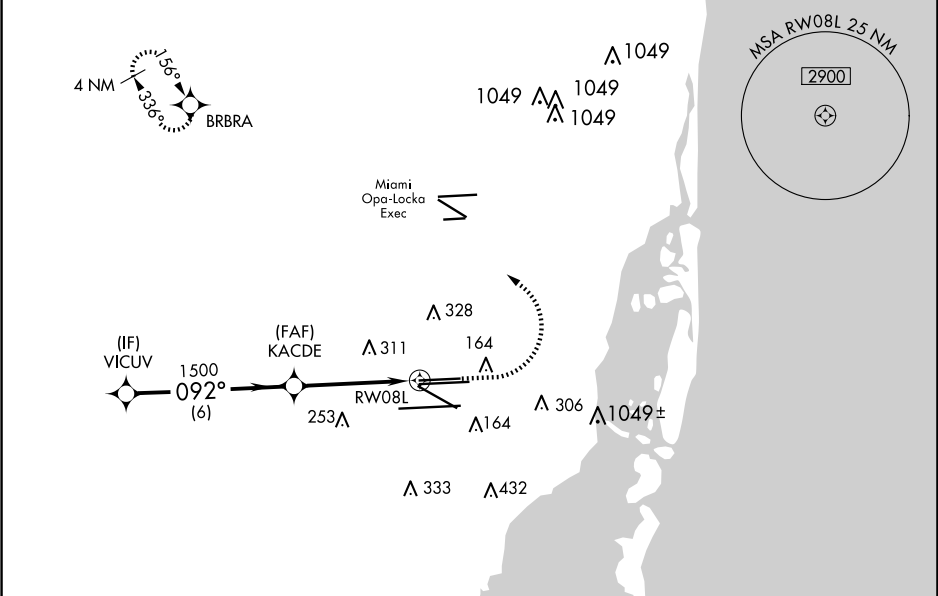 1049
MSA RW08L 25 NM
2900
156°
4 NM
336°
BRBRA
1049
1049
1049
Miami
Opa-Locka
Exec
328
(FAF)
KACDE
(IF)
VICUV
311
164
1500
092°
(6)
RW08L
253
164
306
1049±
333
432